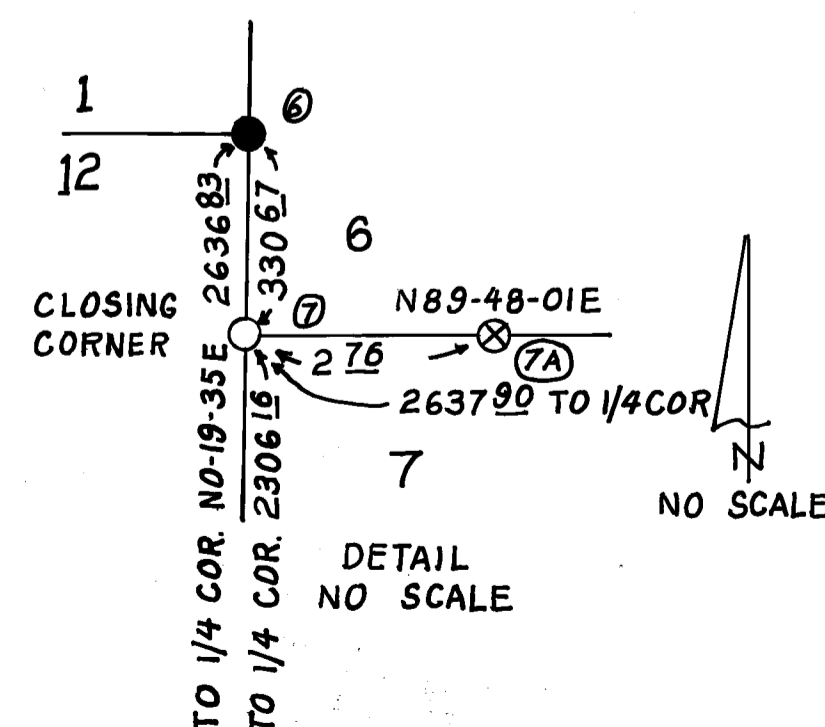 1
⑥
12
2636 83
330 67
6
CLOSING
CORNER
⑦
N89-48-01E
2 76
7A
2637 90 TO 1/4 COR
TO 1/4 COR. N0-19-35E
TO 1/4 COR. 2306 16
7
N
NO SCALE
DETAIL
NO SCALE